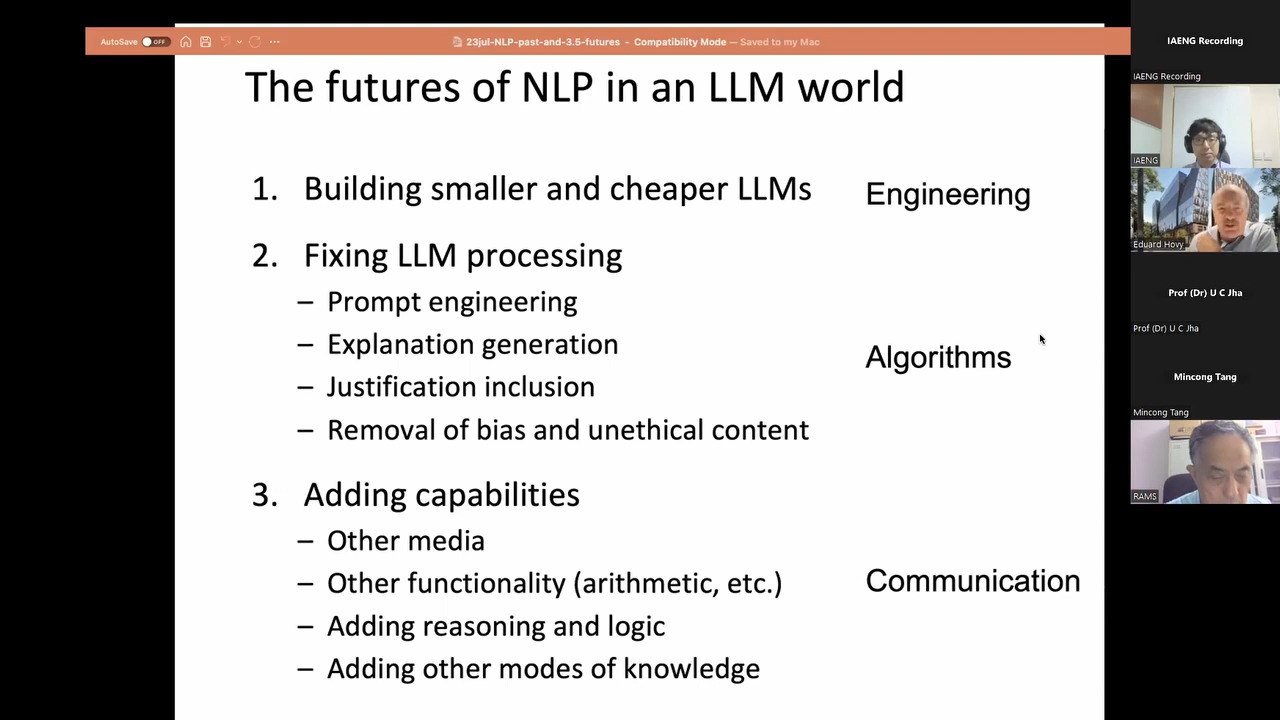 AutoSave OFF
23jul-NLP-past-and-3.5-futures - Compatibility Mode — Saved to my Mac
The futures of NLP in an LLM world
1. Building smaller and cheaper LLMs
Engineering
2. Fixing LLM processing
– Prompt engineering
– Explanation generation
– Justification inclusion
– Removal of bias and unethical content
Algorithms
3. Adding capabilities
– Other media
– Other functionality (arithmetic, etc.)
– Adding reasoning and logic
– Adding other modes of knowledge
Communication
IAENG Recording
IAENG Recording
IAENG
Eduard Hovy
Prof (Dr) U C Jha
Prof (Dr) U C Jha
Mincong Tang
Mincong Tang
RAMS